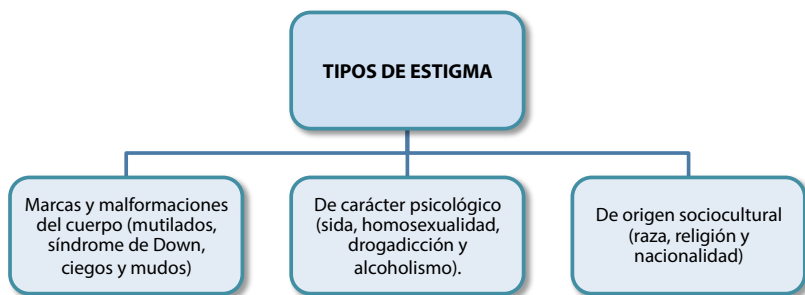 TIPOS DE ESTIGMA
Marcas y malformaciones
del cuerpo (mutilados,
síndrome de Down,
ciegos y mudos)
De carácter psicológico
(sida, homosexualidad,
drogadicción y
alcoholismo).
De origen sociocultural
(raza, religión y
nacionalidad)